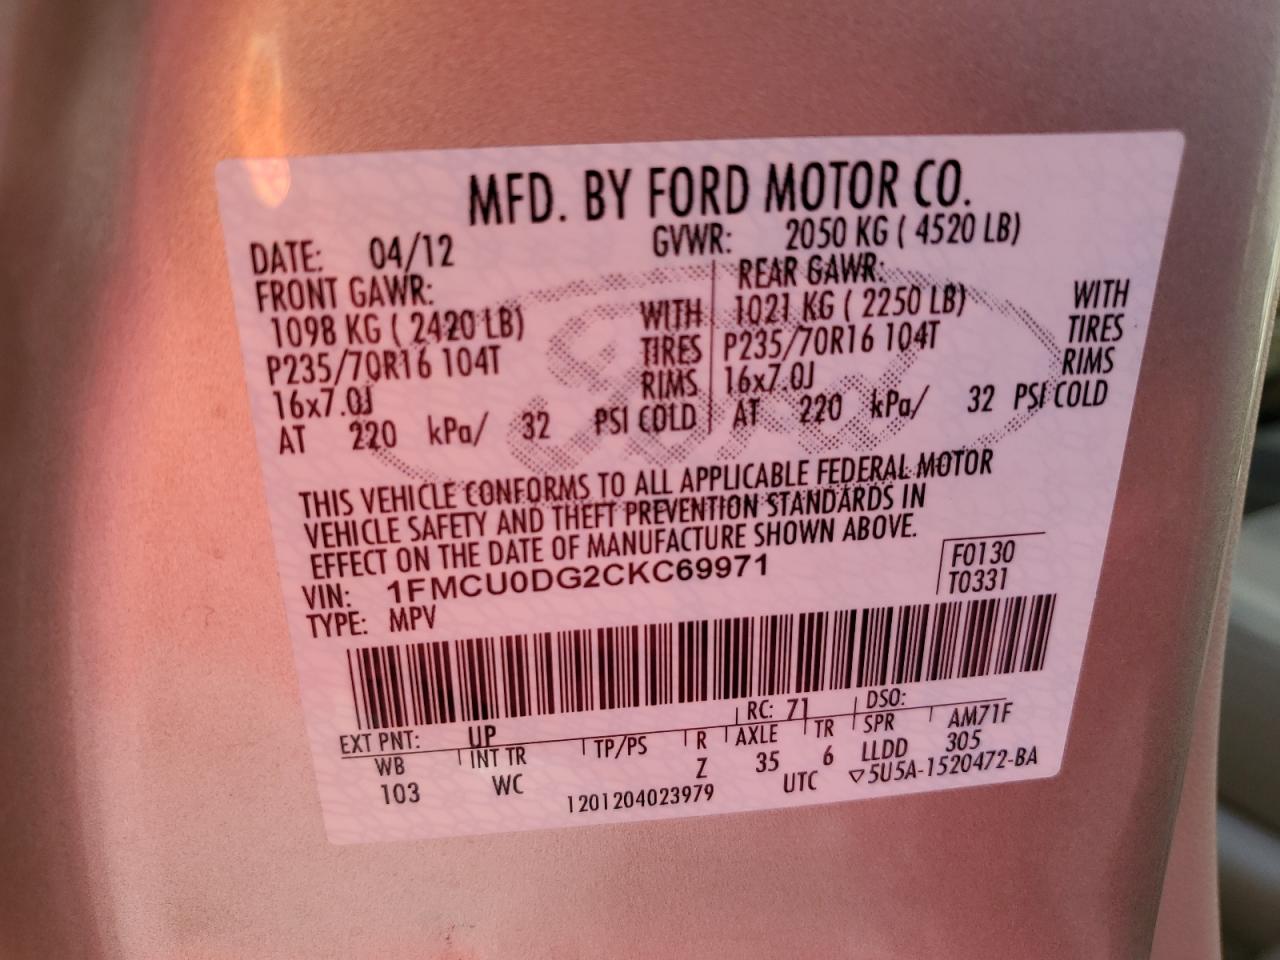 MFD. BY FORD MOTOR CO.
DATE: 04/12 GVWR: 2050 KG ( 4520 LB)
FRONT GAWR: REAR GAWR:
1098 KG ( 2420 LB) WITH 1021 KG ( 2250 LB) WITH
P235/70R16 104T TIRES P235/70R16 104T TIRES
16x7.0J RIMS 16x7.0J RIMS
AT 220 kPa/ 32 PSI COLD AT 220 kPa/ 32 PSI COLD
THIS VEHICLE CONFORMS TO ALL APPLICABLE FEDERAL MOTOR
VEHICLE SAFETY AND THEFT PREVENTION STANDARDS IN
EFFECT ON THE DATE OF MANUFACTURE SHOWN ABOVE.
VIN: 1FMCU0DG2CKC69971 F0130
TYPE: MPV T0331
EXT PNT: UP RC: 71 DSO:
WB INT TR TP/PS R AXLE TR SPR AM71F
103 WC Z 35 6 LLDD 305
1201204023979 UTC ▽5U5A-1520472-BA
Ford